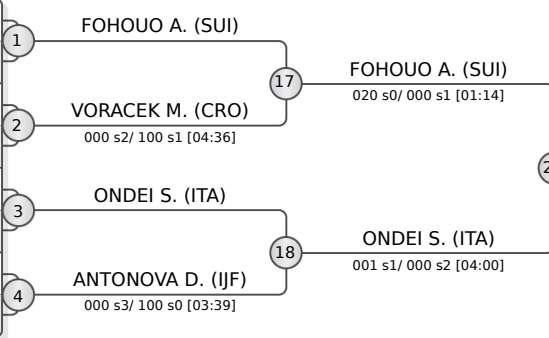 FOHOUO A. (SUI)
1
17
FOHOUO A. (SUI)
020 s0/ 000 s1 [01:14]
VORACEK M. (CRO)
2
000 s2/ 100 s1 [04:36]
2
ONDEI S. (ITA)
3
18
ONDEI S. (ITA)
001 s1/ 000 s2 [04:00]
ANTONOVA D. (IJF)
4
000 s3/ 100 s0 [03:39]